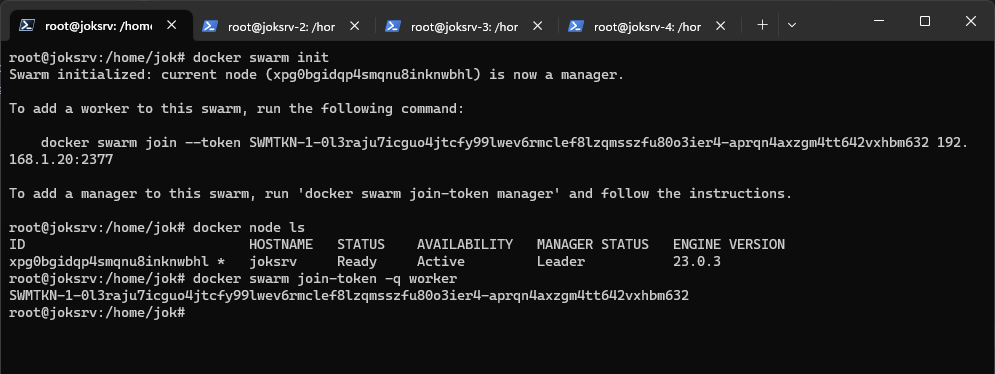 root@joksrv: /home
root@joksrv-2: /hor
root@joksrv-3: /hor
root@joksrv-4: /hor
root@joksrv:/home/jok# docker swarm init
Swarm initialized: current node (xpg0bgidqp4smqnu8inknwbhl) is now a manager.
To add a worker to this swarm, run the following command:
docker swarm join --token SWMTKN-1-0l3raju7icguo4jtcfy99lwev6rmclef8lzqmsszfu80o3ier4-aprqn4axzgm4tt642vxhbm632 192.
168.1.20:2377
To add a manager to this swarm, run 'docker swarm join-token manager' and follow the instructions.
root@joksrv:/home/jok# docker node ls
ID HOSTNAME STATUS AVAILABILITY MANAGER STATUS ENGINE VERSION
xpg0bgidqp4smqnu8inknwbhl * joksrv Ready Active Leader 23.0.3
root@joksrv:/home/jok# docker swarm join-token -q worker
SWMTKN-1-0l3raju7icguo4jtcfy99lwev6rmclef8lzqmsszfu80o3ier4-aprqn4axzgm4tt642vxhbm632
root@joksrv:/home/jok#